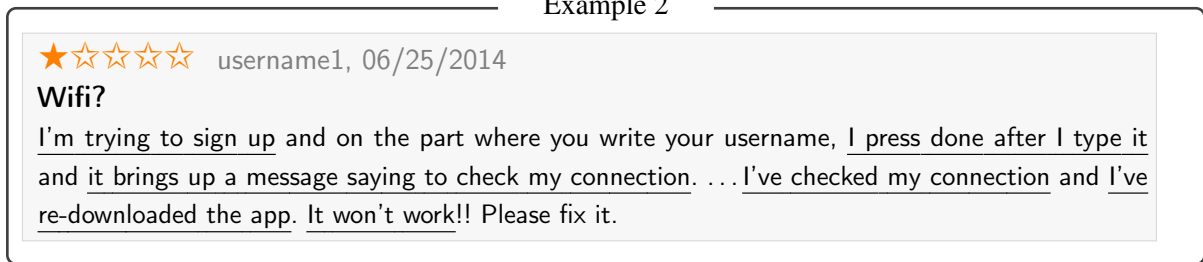 Example 2
★☆☆☆☆ username1, 06/25/2014
Wifi?
I'm trying to sign up and on the part where you write your username, I press done after I type it
and it brings up a message saying to check my connection. ... I've checked my connection and I've
re-downloaded the app. It won't work!! Please fix it.